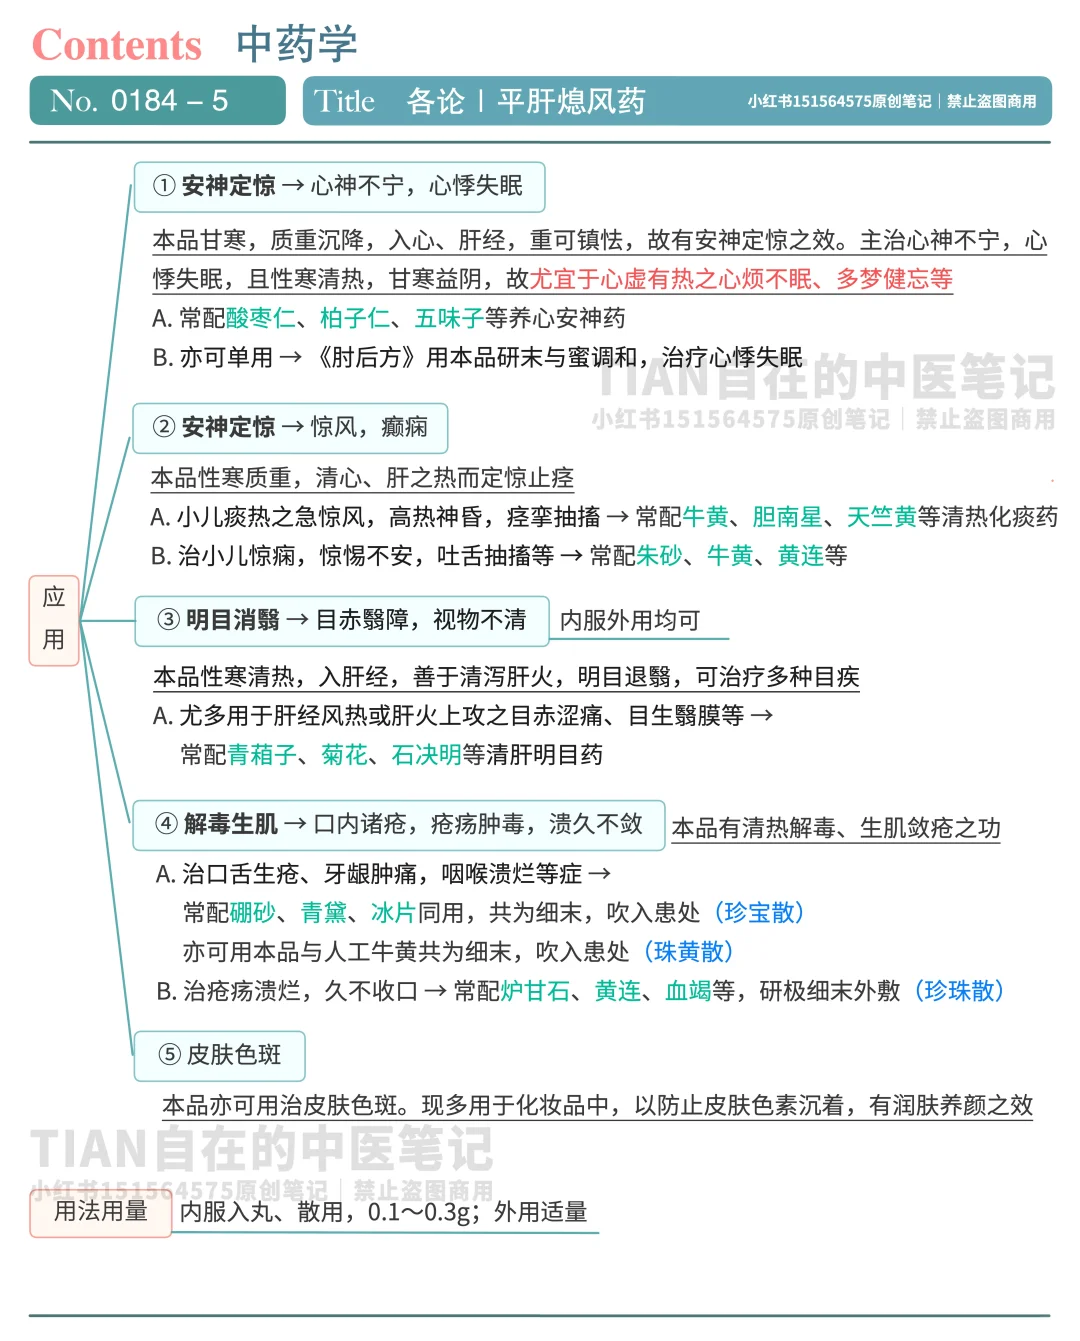 Contents 中药学
No. 0184 – 5
Title 各论 | 平肝熄风药 小红书151564575原创笔记｜禁止盗图商用
① 安神定惊 → 心神不宁，心悸失眠
本品甘寒，质重沉降，入心、肝经，重可镇怯，故有安神定惊之效。主治心神不宁，心
悸失眠，且性寒清热，甘寒益阴，故尤宜于心虚有热之心烦不眠、多梦健忘等
A. 常配酸枣仁、柏子仁、五味子等养心安神药
B. 亦可单用 → 《肘后方》用本品研末与蜜调和，治疗心悸失眠
TIAN自在的中医笔记
小红书151564575原创笔记｜禁止盗图商用
② 安神定惊 → 惊风，癫痫
本品性寒质重，清心、肝之热而定惊止痉
A. 小儿痰热之急惊风，高热神昏，痉挛抽搐 → 常配牛黄、胆南星、天竺黄等清热化痰药
B. 治小儿惊痫，惊惕不安，吐舌抽搐等 → 常配朱砂、牛黄、黄连等
应
用
③ 明目消翳 → 目赤翳障，视物不清 内服外用均可
本品性寒清热，入肝经，善于清泻肝火，明目退翳，可治疗多种目疾
A. 尤多用于肝经风热或肝火上攻之目赤涩痛、目生翳膜等 →
常配青葙子、菊花、石决明等清肝明目药
④ 解毒生肌 → 口内诸疮，疮疡肿毒，溃久不敛 本品有清热解毒、生肌敛疮之功
A. 治口舌生疮、牙龈肿痛，咽喉溃烂等症 →
常配硼砂、青黛、冰片同用，共为细末，吹入患处（珍宝散）
亦可用本品与人工牛黄共为细末，吹入患处（珠黄散）
B. 治疮疡溃烂，久不收口 → 常配炉甘石、黄连、血竭等，研极细末外敷（珍珠散）
⑤ 皮肤色斑
本品亦可用治皮肤色斑。现多用于化妆品中，以防止皮肤色素沉着，有润肤养颜之效
TIAN自在的中医笔记
小红书151564575原创笔记｜禁止盗图商用
用法用量 内服入丸、散用，0.1～0.3g；外用适量